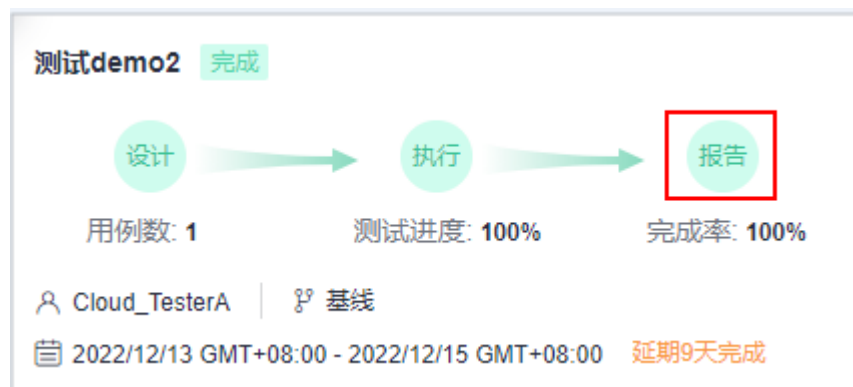 测试demo2 完成
设计 执行 报告
用例数: 1 测试进度: 100% 完成率: 100%
Cloud_TesterA 基线
2022/12/13 GMT+08:00 - 2022/12/15 GMT+08:00 延期9天完成